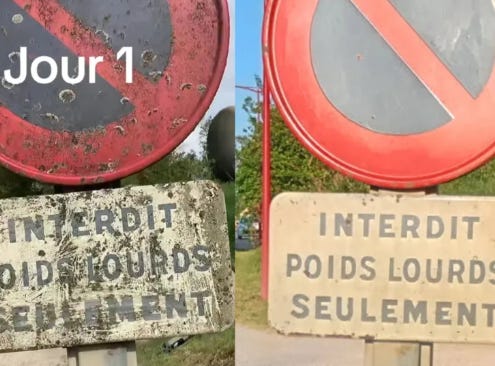 Jour 1
INTERDIT
POIDS LOURDS
SEULEMENT
INTERDIT
POIDS LOURDS
SEULEMENT